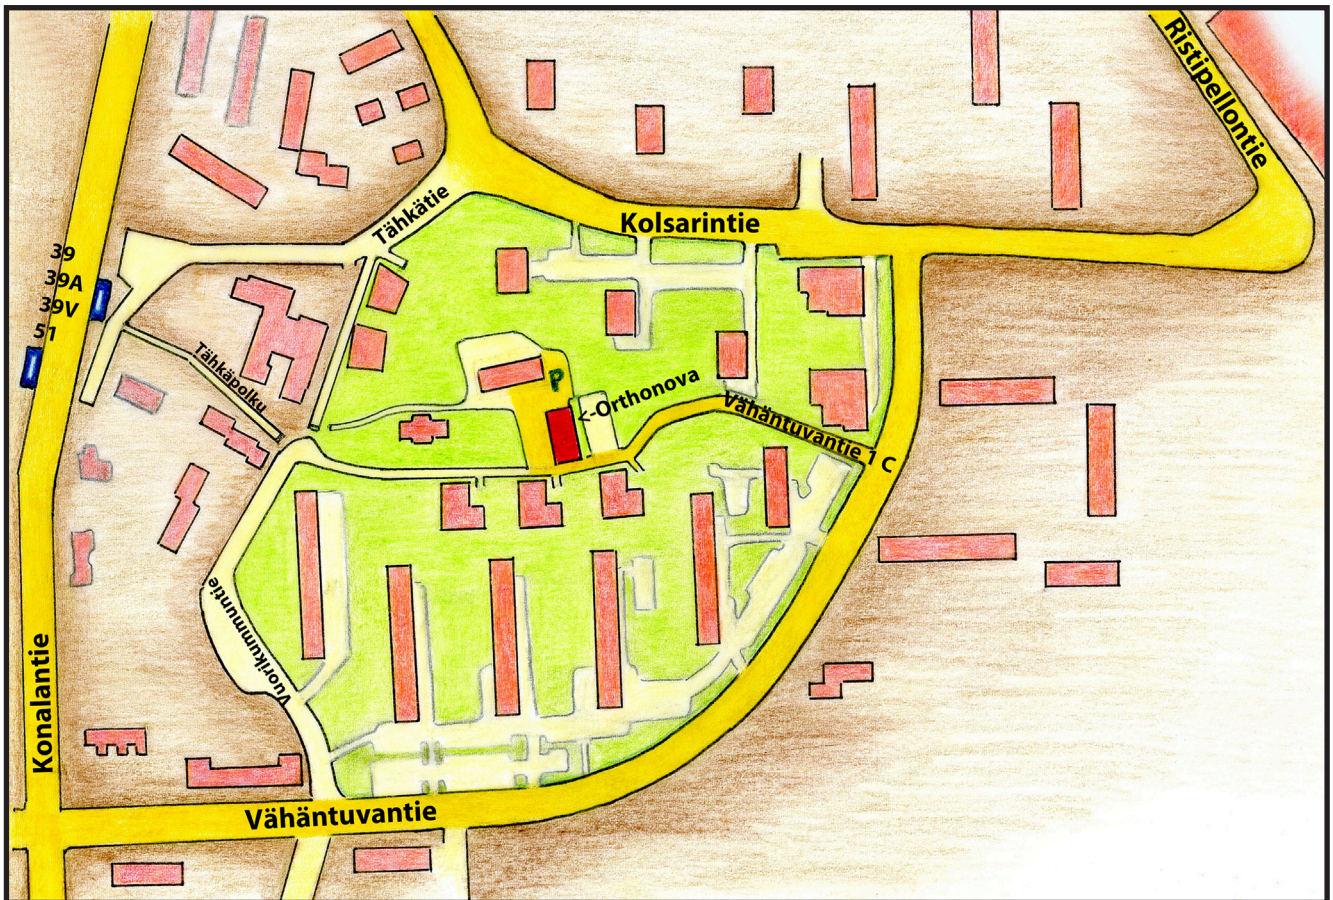 Ristipellontie
Tähkätie
Kolsarintie
39
39A
39V
51
Tähkäpolku
P
<-Orthonova
Vähäntuvantie 1 C
Vuorikummuntie
Konalantie
Vähäntuvantie